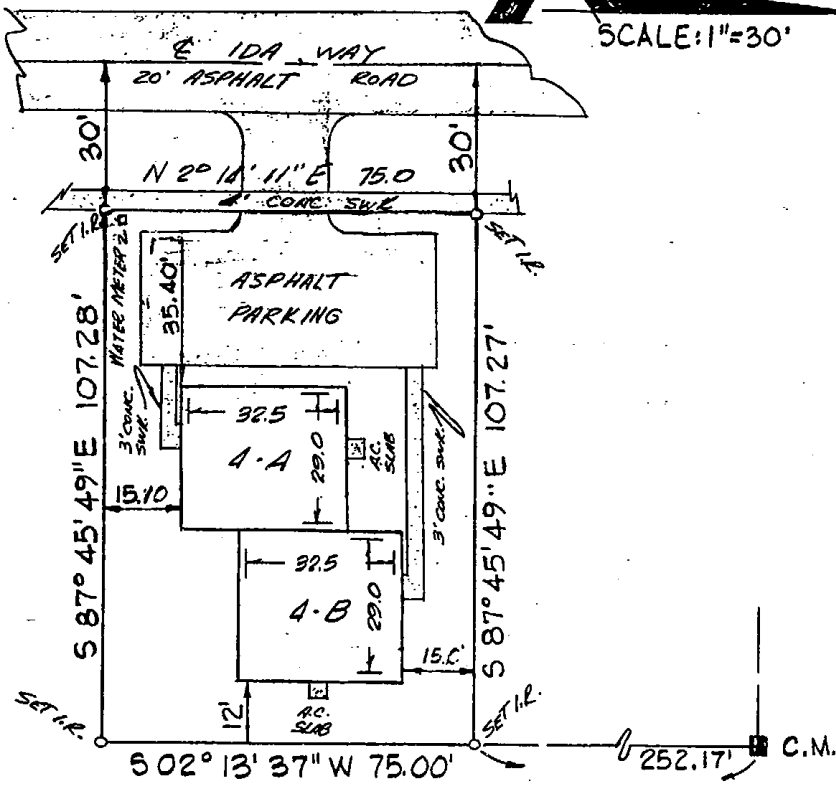 SCALE: 1"=30'
℄ IDA WAY
20' ASPHALT ROAD
30'
30'
N 2° 14' 11" E 75.0
4' CONC. SWK
SET I.R.
SET I.R.
WATER METER
ASPHALT
PARKING
35.40'
S 87° 45' 49" E 107.28'
S 87° 45' 49" E 107.27'
3' CONC.
SWK.
32.5
4-A
29.0
A.C.
SLAB
3' CONC. SWK.
15.10
32.5
4-B
29.0
12'
A.C.
SLAB
SET I.R.
SET I.R.
S 02° 13' 37" W 75.00'
252.17'
C.M.